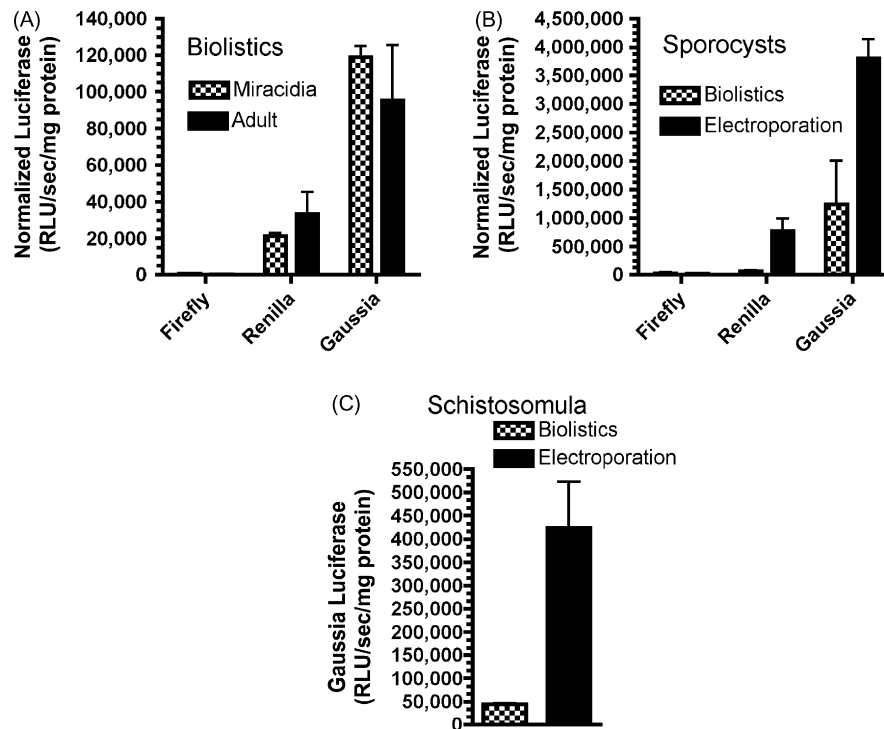 (A)
Normalized Luciferase
(RLU/sec/mg protein)
140,000
120,000
100,000
80,000
60,000
40,000
20,000
0
Biolistics
Miracidia
Adult
Firefly
Renilla
Gaussia
(B)
Normalized Luciferase
(RLU/sec/mg protein)
4,500,000
4,000,000
3,500,000
3,000,000
2,500,000
2,000,000
1,500,000
1,000,000
500,000
0
Sporocysts
Biolistics
Electroporation
Firefly
Renilla
Gaussia
(C)
Schistosomula
Biolistics
Electroporation
Gaussia Luciferase
(RLU/sec/mg protein)
550,000
500,000
450,000
400,000
350,000
300,000
250,000
200,000
150,000
100,000
50,000
0